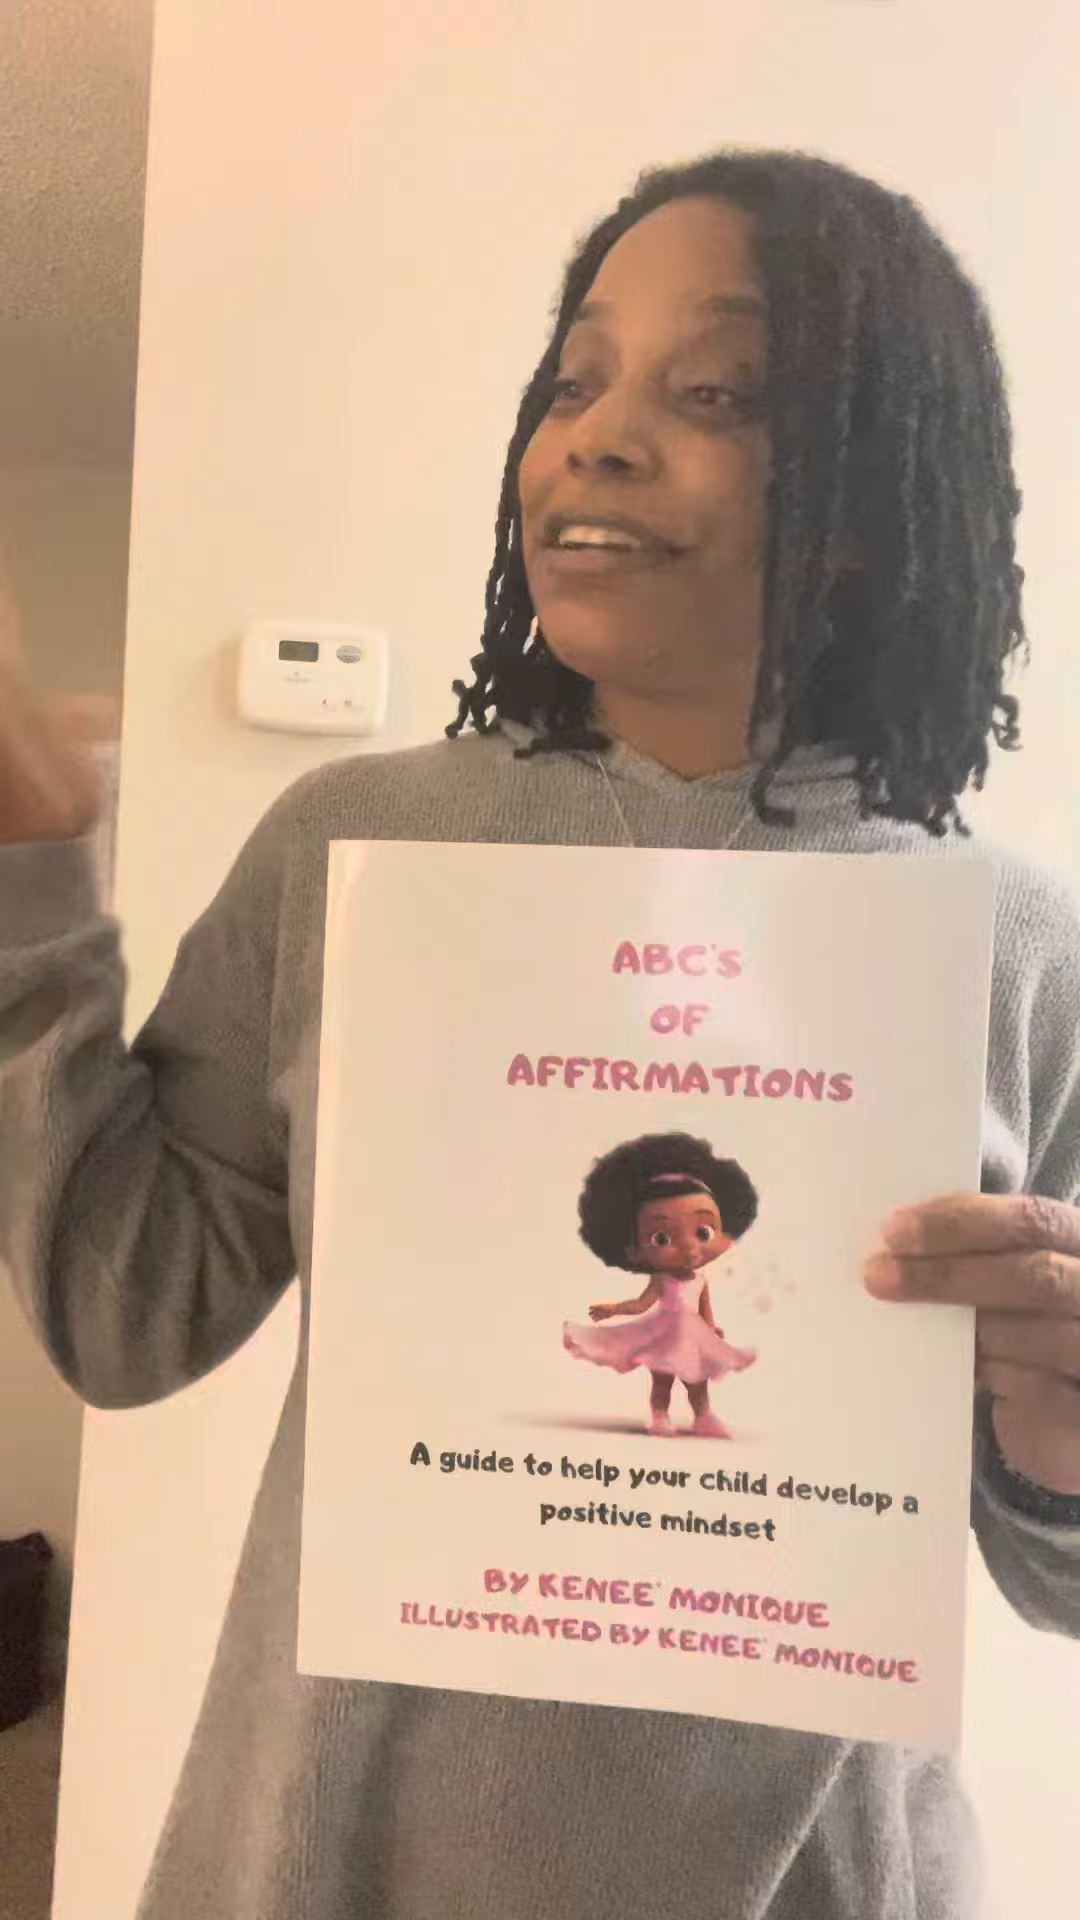 ABC'S
OF
AFFIRMATIONS
A guide to help your child develop a
positive mindset
BY KENEE' MONIQUE
ILLUSTRATED BY KENEE' MONIQUE